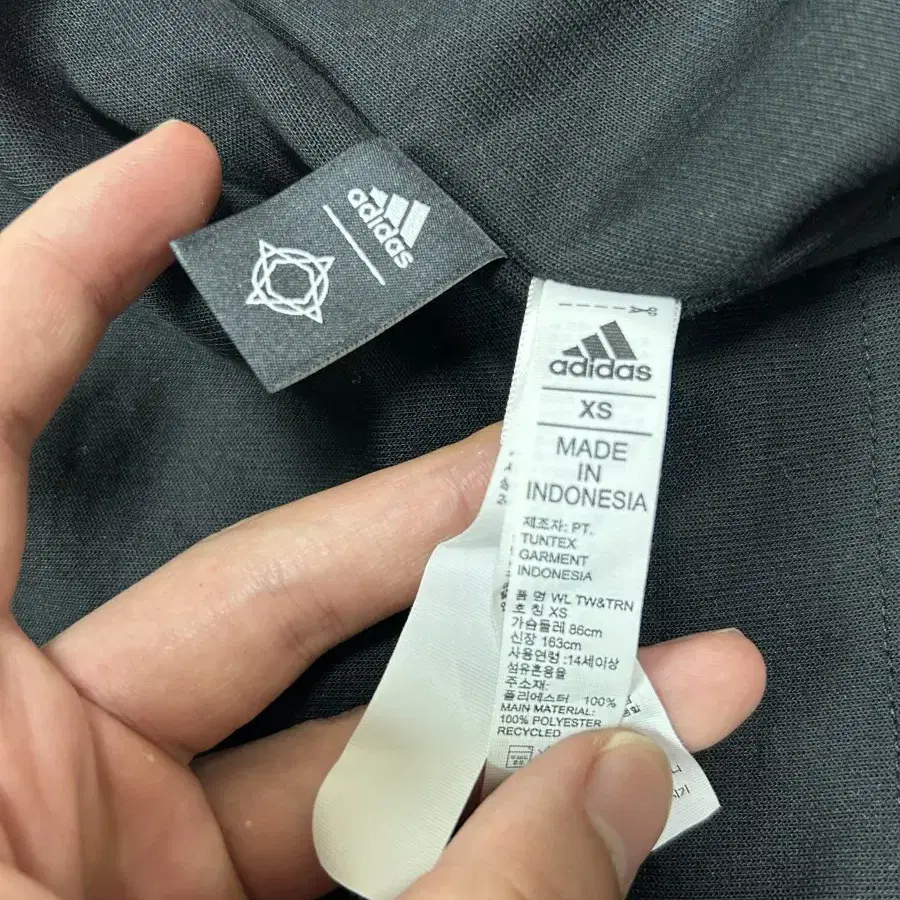 adidas
adidas
XS
MADE
IN
INDONESIA
제조자: PT.
TUNTEX
GARMENT
INDONESIA
품 명 WL TW&TRN
호 칭 XS
가슴둘레 86cm
신장 163cm
사용연령 :14세이상
섬유혼용율
주소재:
폴리에스터 100%
MAIN MATERIAL:
100% POLYESTER
RECYCLED